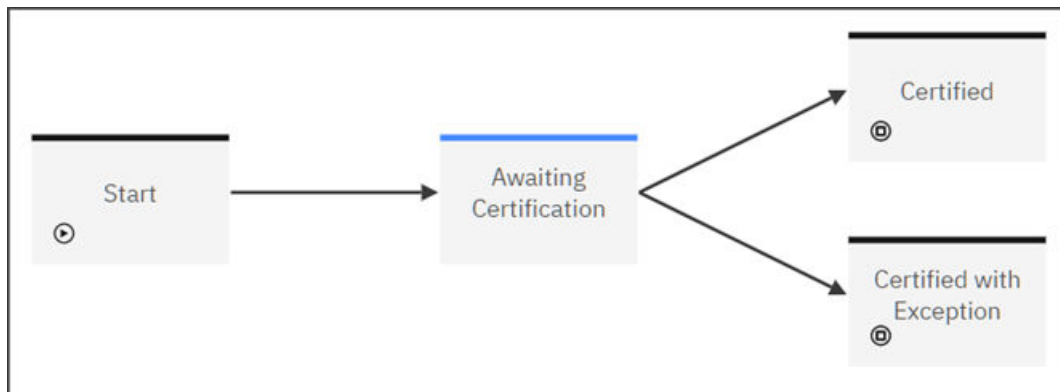 Start
Awaiting
Certification
Certified
Certified with
Exception